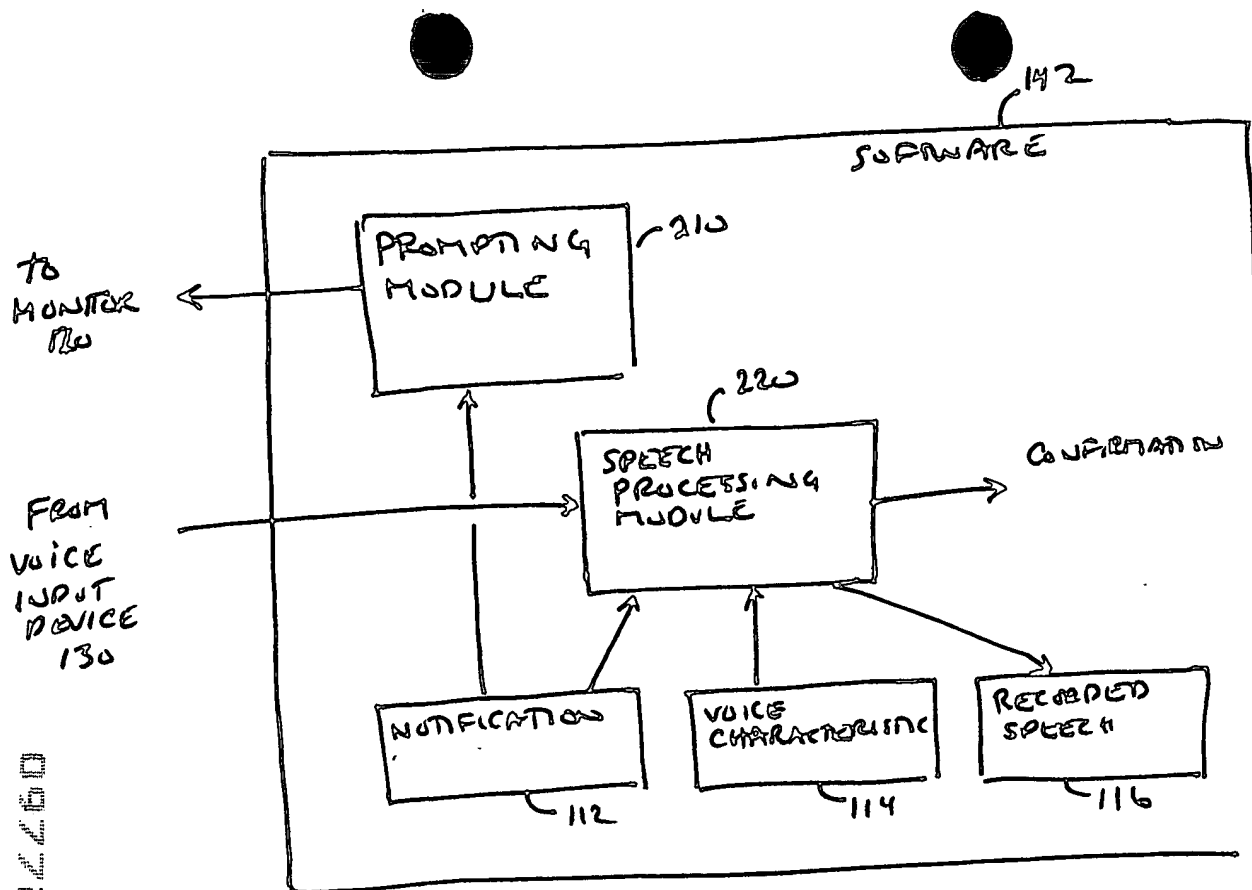 142
SOFTWARE
PROMPTING
MODULE
210
TO
MONITOR
120
220
SPEECH
PROCESSING
MODULE
CONFIRMATION
FROM
VOICE
INPUT
DEVICE
130
NOTIFICATION
112
VOICE
CHARACTERISTIC
114
RECORDED
SPEECH
116